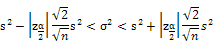 s² − |z_{α/2}| (√2/√n) s² < σ² < s² + |z_{α/2}| (√2/√n) s²